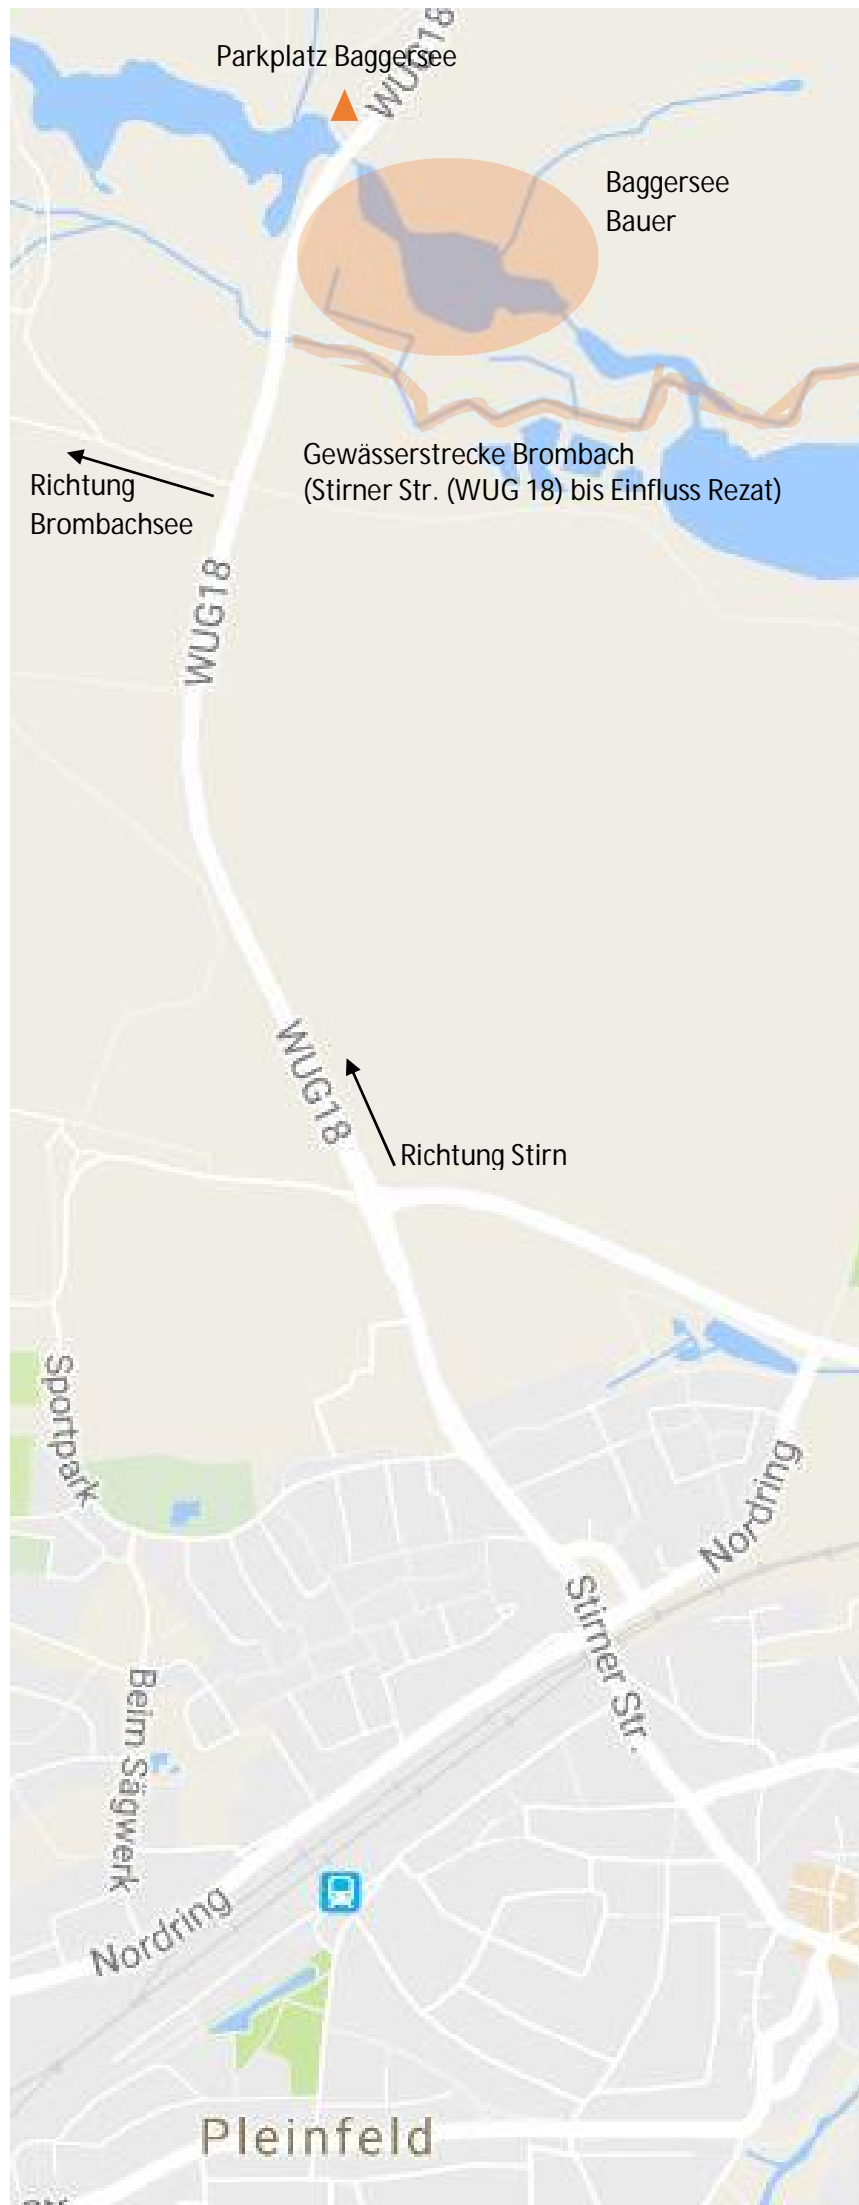 WUG18
Parkplatz Baggersee
Baggersee
Bauer
Gewässerstrecke Brombach
(Stirner Str. (WUG 18) bis Einfluss Rezat)
Richtung
Brombachsee
WUG18
WUG18
Richtung Stirn
Sportpark
Nordring
Stirner Str.
Beim Sägwerk
Nordring
Pleinfeld